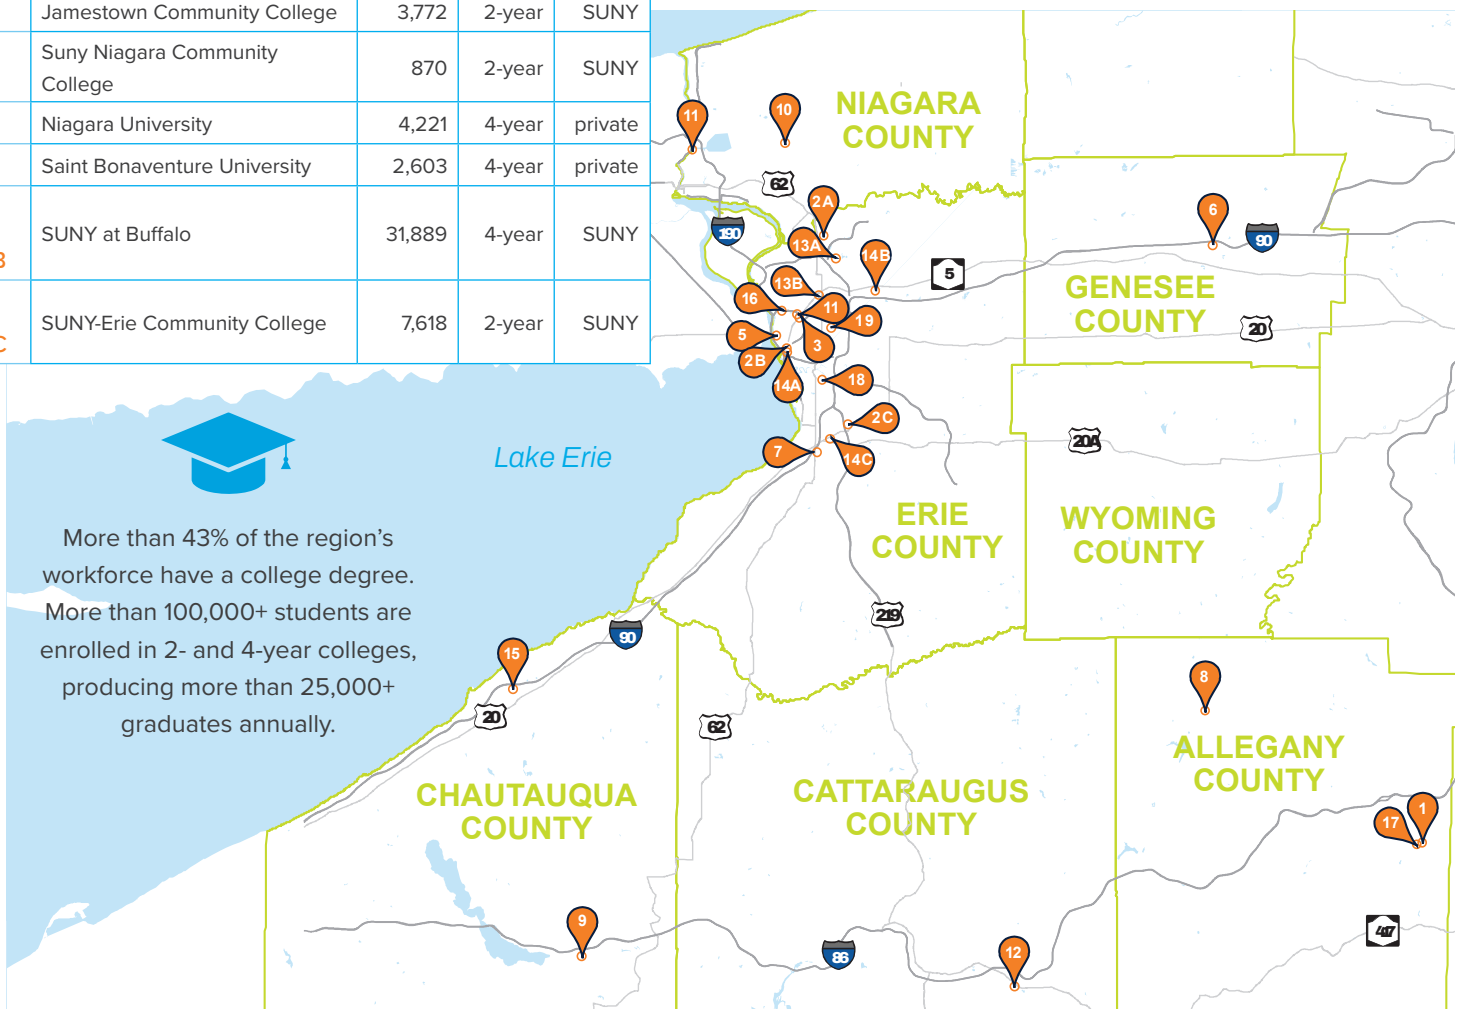 Jamestown Community College 3,772 2-year SUNY
Suny Niagara Community
College 870 2-year SUNY
Niagara University 4,221 4-year private
Saint Bonaventure University 2,603 4-year private
SUNY at Buffalo 31,889 4-year SUNY
SUNY-Erie Community College 7,618 2-year SUNY
C
Lake Erie
More than 43% of the region’s
workforce have a college degree.
More than 100,000+ students are
enrolled in 2- and 4-year colleges,
producing more than 25,000+
graduates annually.
NIAGARA
COUNTY
GENESEE
COUNTY
ERIE
COUNTY
WYOMING
COUNTY
CHAUTAUQUA
COUNTY
CATTARAUGUS
COUNTY
ALLEGANY
COUNTY
11
10
62
2A
190
13A
14B
6
90
5
13B
16
11
19
20
5
3
2B
14A
18
2C
20A
7
14C
219
90
15
20
62
8
1
17
9
12
86
417